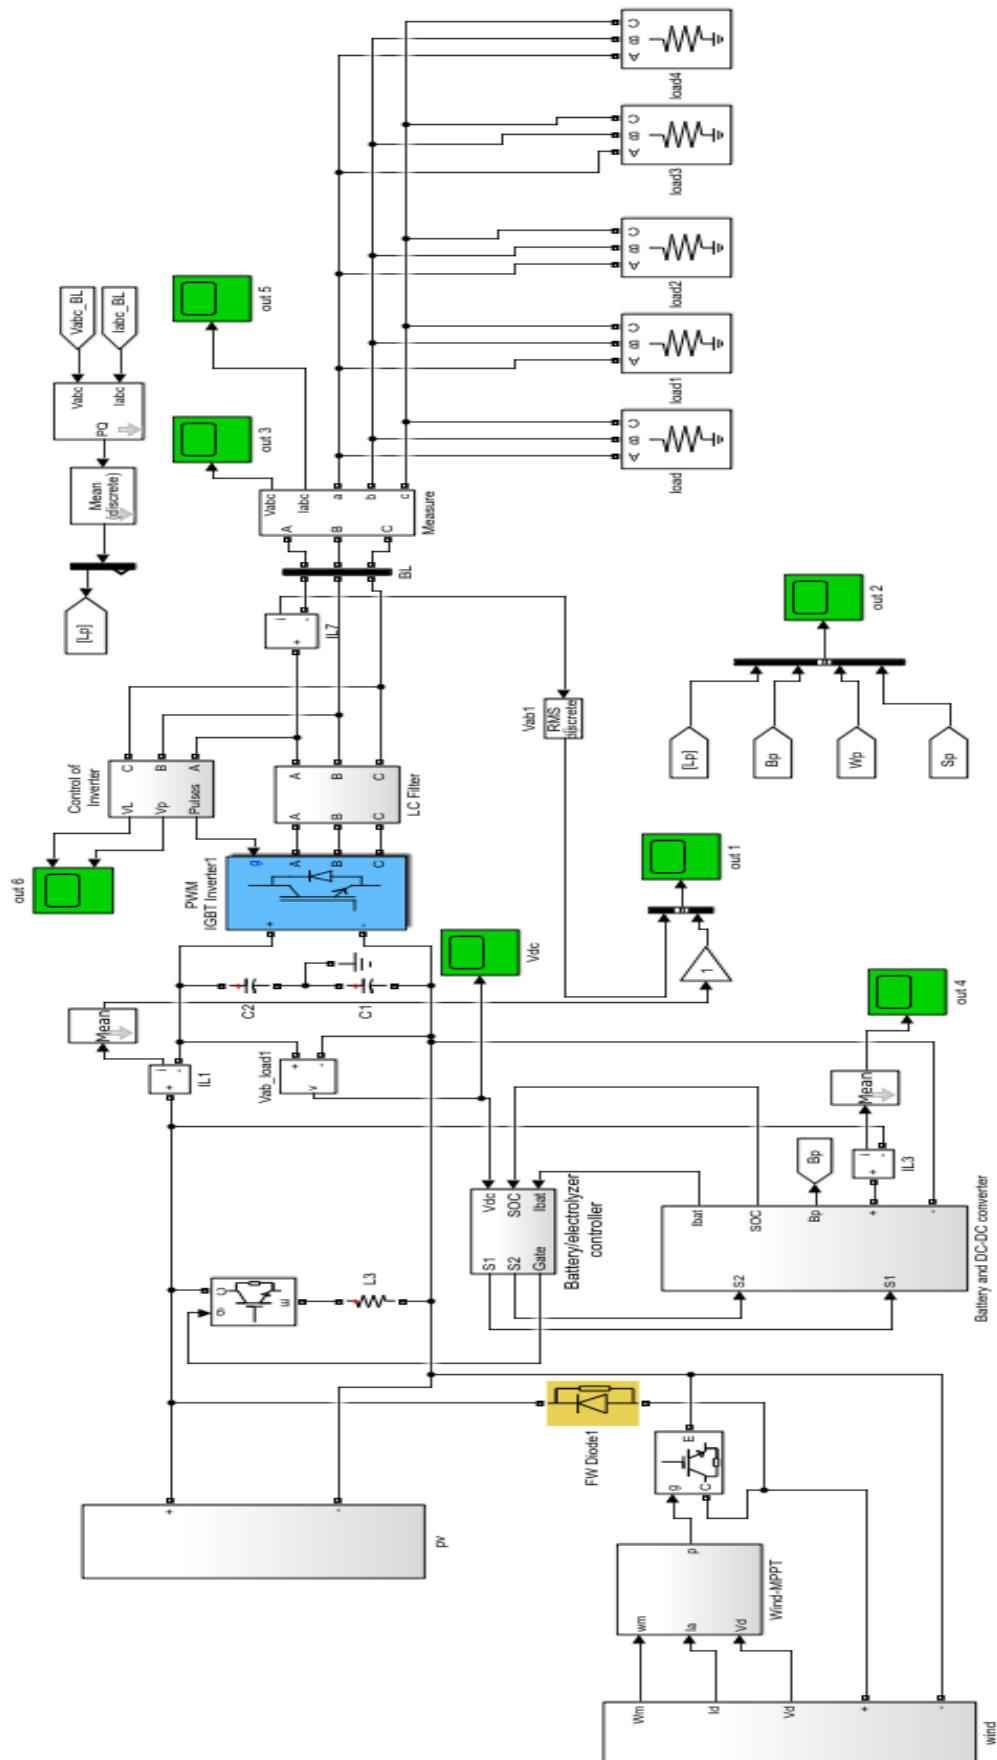 C
B
A
load4
C
B
A
load3
C
B
A
load2
C
B
A
load1
C
B
A
load
Vabc_BL
Iabc_BL
Vabc
Iabc
PQ
Mean
(discrete)
[Lp]
out 5
out 3
Vabc
Iabc
a
b
c
A
B
C
Measure
BL
i
+
-
IL7
Vab1
RMS
discrete
Control of
Inverter
C
B
A
VL
Vp
Pulses
A
B
C
A
B
C
LC Filter
out 6
PWM
IGBT Inverter1
g
A
B
C
+
-
out 2
[Lp]
Bp
Wp
Sp
out 1
1
Vdc
out 4
Mean
C2
C1
i
+
-
IL1
+
-
v
Vab_load1
Mean
i
+
-
IL3
Bp
Vdc
SOC
Ibat
S1
S2
Gate
Battery/electrolyzer
controller
Ibat
SOC
Bp
+
-
S2
S1
Battery and DC-DC converter
g
C
E
L3
FW Diode1
+
-
pv
g
C
E
p
wm
Ia
Vd
Wind-MPPT
Wm
Id
Vd
+
-
wind